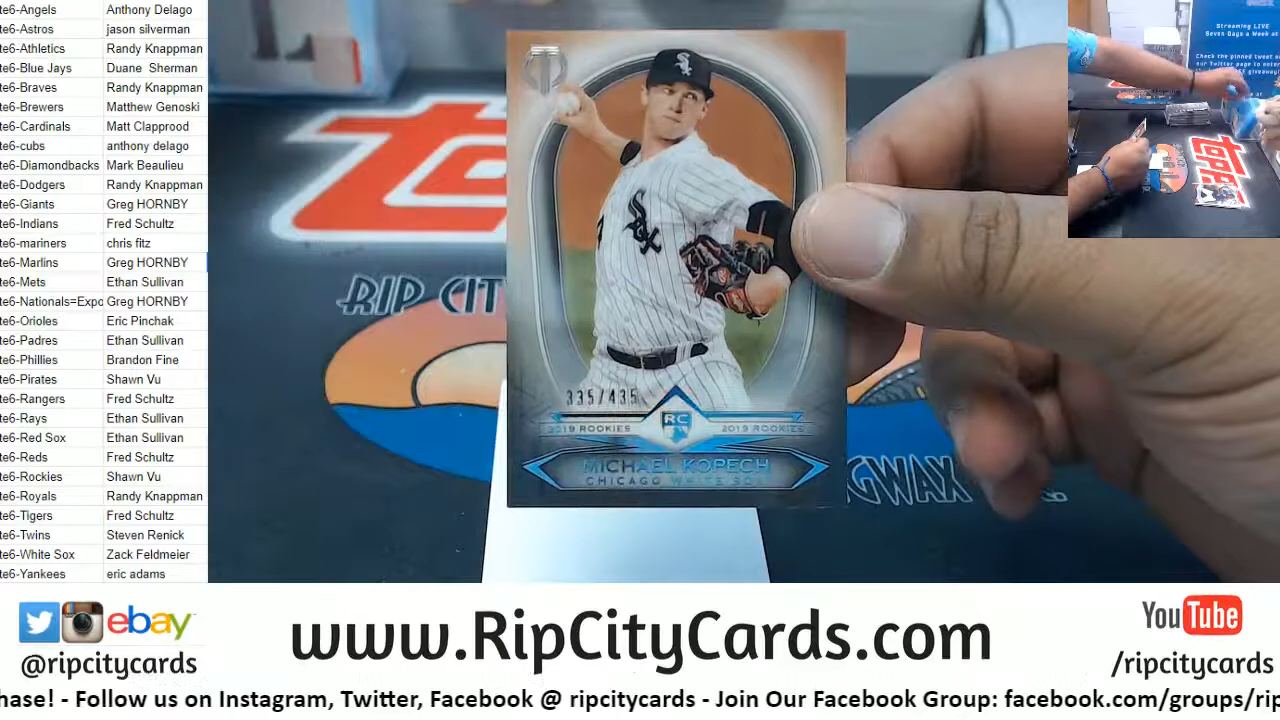 te6-Angels Anthony Delago
te6-Astros jason silverman
te6-Athletics Randy Knappman
te6-Blue Jays Duane Sherman
te6-Braves Randy Knappman
te6-Brewers Matthew Genoski
te6-Cardinals Matt Clapprood
te6-cubs anthony delago
te6-Diamondbacks Mark Beaulieu
te6-Dodgers Randy Knappman
te6-Giants Greg HORNBY
te6-Indians Fred Schultz
te6-mariners chris fitz
te6-Marlins Greg HORNBY
te6-Mets Ethan Sullivan
te6-Nationals=Expo Greg HORNBY
te6-Orioles Eric Pinchak
te6-Padres Ethan Sullivan
te6-Phillies Brandon Fine
te6-Pirates Shawn Vu
te6-Rangers Fred Schultz
te6-Rays Ethan Sullivan
te6-Red Sox Ethan Sullivan
te6-Reds Fred Schultz
te6-Rockies Shawn Vu
te6-Royals Randy Knappman
te6-Tigers Fred Schultz
te6-Twins Steven Renick
te6-White Sox Zack Feldmeier
te6-Yankees eric adams
RIP CIT
GWAX
Sox
335/435
2019 ROOKIES RC 2019 ROOKIES
MICHAEL KOPECH
CHICAGO WHITE SOX
Streaming LIVE
Seven Days a Week at
Check the pinned tweet on
our Twitter page to enter
TOPPS
ebay
@ripcitycards
www.RipCityCards.com
YouTube
/ripcitycards
hase! - Follow us on Instagram, Twitter, Facebook @ ripcitycards - Join Our Facebook Group: facebook.com/groups/rip